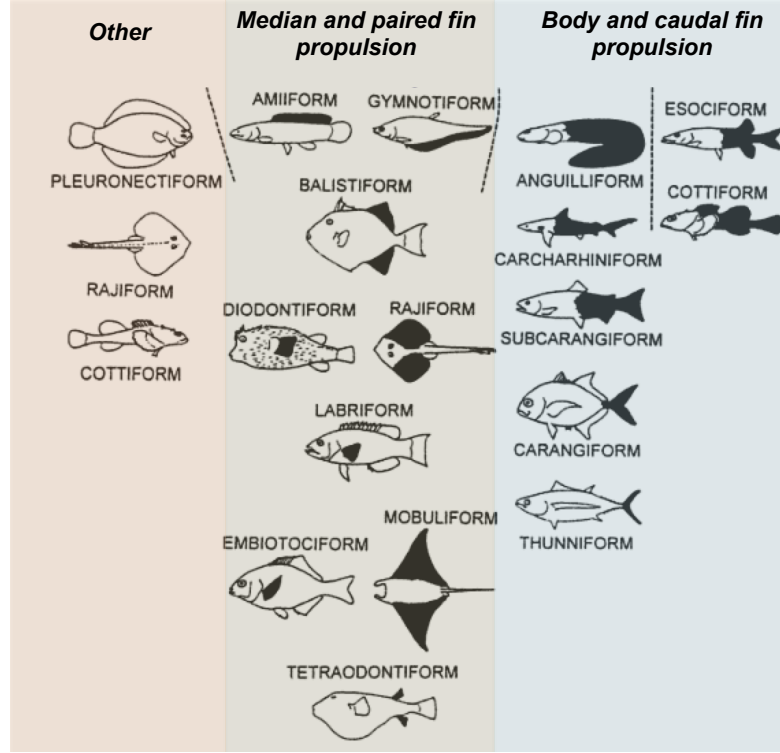 Other
Median and paired fin
propulsion
Body and caudal fin
propulsion
PLEURONECTIFORM
RAJIFORM
COTTIFORM
AMIIFORM
GYMNOTIFORM
BALISTIFORM
DIODONTIFORM
RAJIFORM
LABRIFORM
EMBIOTOCIFORM
MOBULIFORM
TETRAODONTIFORM
ANGUILLIFORM
ESOCIFORM
COTTIFORM
CARCHARHINIFORM
SUBCARANGIFORM
CARANGIFORM
THUNNIFORM